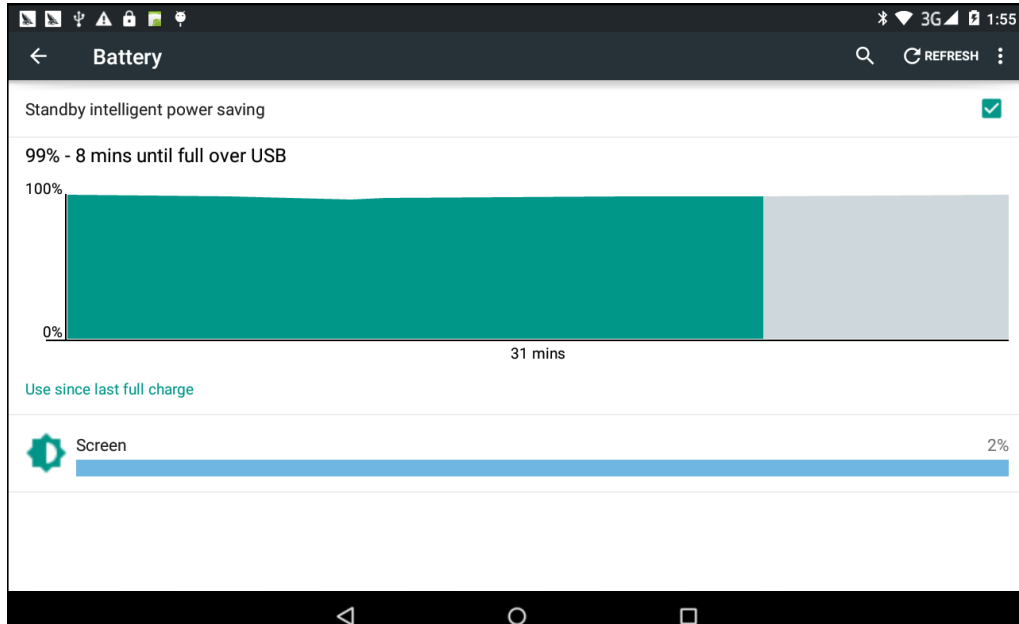 3G 1:55
Battery REFRESH
Standby intelligent power saving
99% - 8 mins until full over USB
100%
0%
31 mins
Use since last full charge
Screen 2%